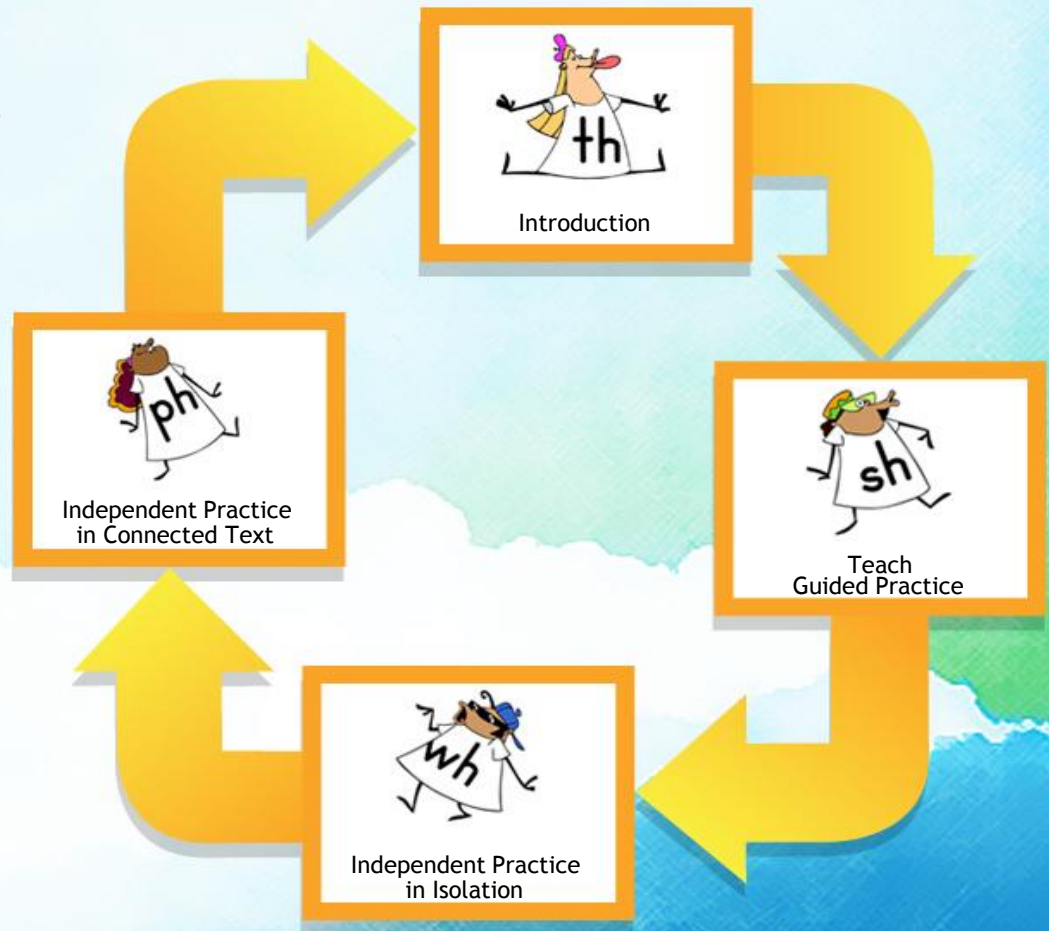 th
Introduction
sh
Teach
Guided Practice
wh
Independent Practice
in Isolation
ph
Independent Practice
in Connected Text